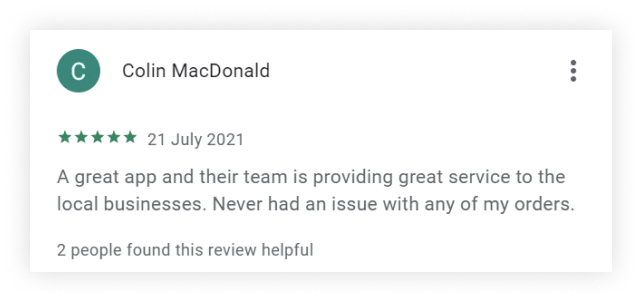 C Colin MacDonald
★★★★★ 21 July 2021
A great app and their team is providing great service to the
local businesses. Never had an issue with any of my orders.
2 people found this review helpful